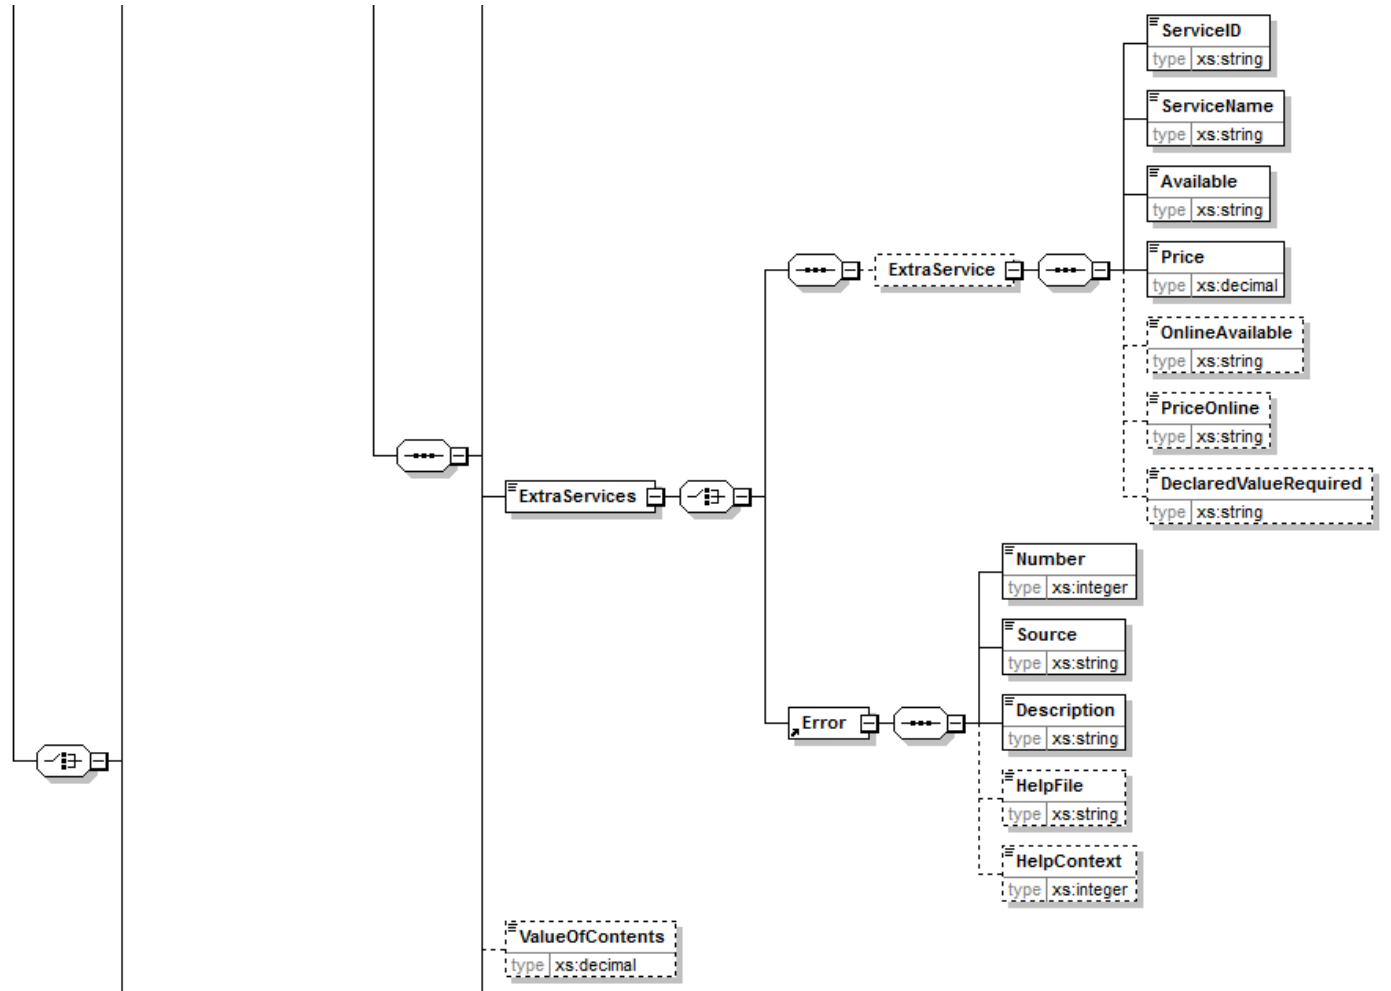 ServiceID
type xs:string
ServiceName
type xs:string
Available
type xs:string
ExtraService
Price
type xs:decimal
OnlineAvailable
type xs:string
PriceOnline
type xs:string
ExtraServices
DeclaredValueRequired
type xs:string
Number
type xs:integer
Source
type xs:string
Error
Description
type xs:string
HelpFile
type xs:string
HelpContext
type xs:integer
ValueOfContents
type xs:decimal